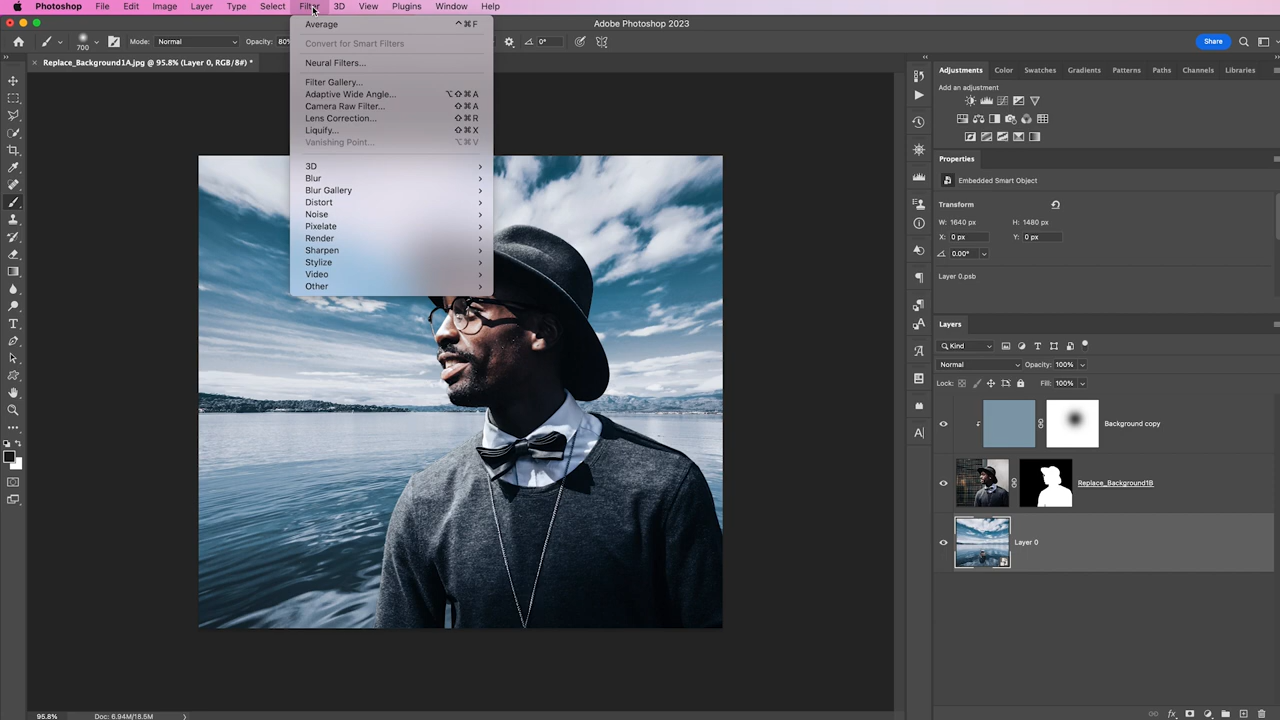 Photoshop File Edit Image Layer Type Select Filter 3D View Plugins Window Help
Adobe Photoshop 2023
700 Mode: Normal Opacity: 80% 0° Share
Replace_Background1A.jpg @ 95.8% (Layer 0, RGB/8#) *
Average ⌃⌘F
Convert for Smart Filters
Neural Filters...
Filter Gallery...
Adaptive Wide Angle... ⌥⇧⌘A
Camera Raw Filter... ⇧⌘A
Lens Correction... ⇧⌘R
Liquify... ⇧⌘X
Vanishing Point... ⌥⌘V
3D
Blur
Blur Gallery
Distort
Noise
Pixelate
Render
Sharpen
Stylize
Video
Other
Adjustments Color Swatches Gradients Patterns Paths Channels Libraries
Add an adjustment
Properties
Embedded Smart Object
Transform
W: 1640 px H: 1480 px
X: 0 px Y: 0 px
0.00°
Layer 0.psb
Layers
Kind
Normal Opacity: 100%
Lock: Fill: 100%
Background copy
Replace_Background1B
Layer 0
95.8% Doc: 6.94M/18.5M